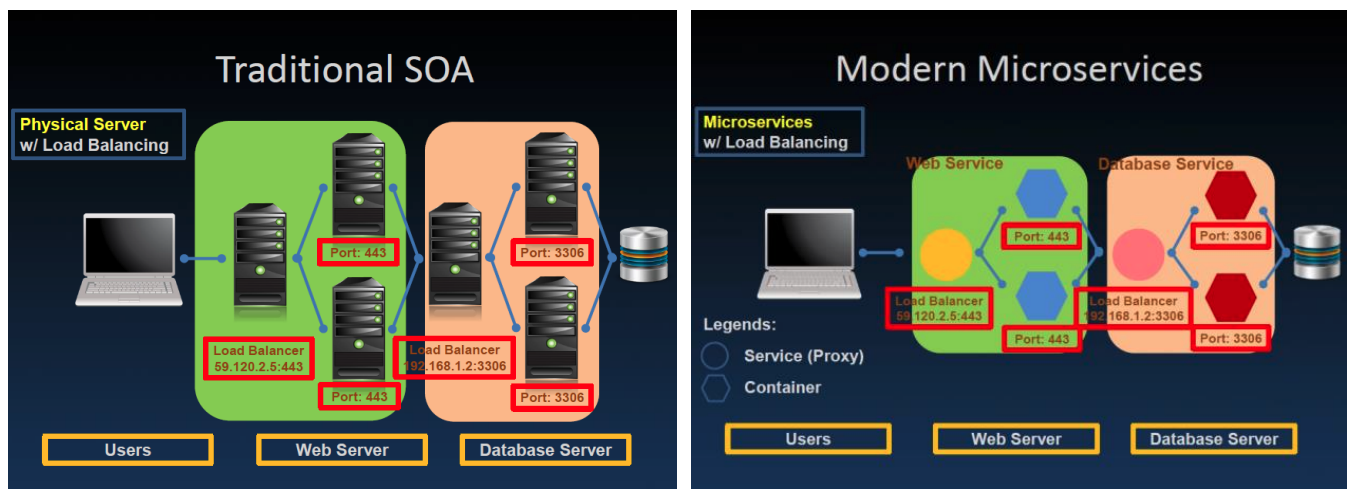 Traditional SOA
Physical Server
w/ Load Balancing
Port: 443
Port: 3306
Load Balancer
59.120.2.5:443
Load Balancer
192.168.1.2:3306
Port: 443
Port: 3306
Users
Web Server
Database Server
Modern Microservices
Microservices
w/ Load Balancing
Web Service
Database Service
Port: 443
Port: 3306
Load Balancer
59.120.2.5:443
Load Balancer
192.168.1.2:3306
Port: 443
Port: 3306
Legends:
Service (Proxy)
Container
Users
Web Server
Database Server